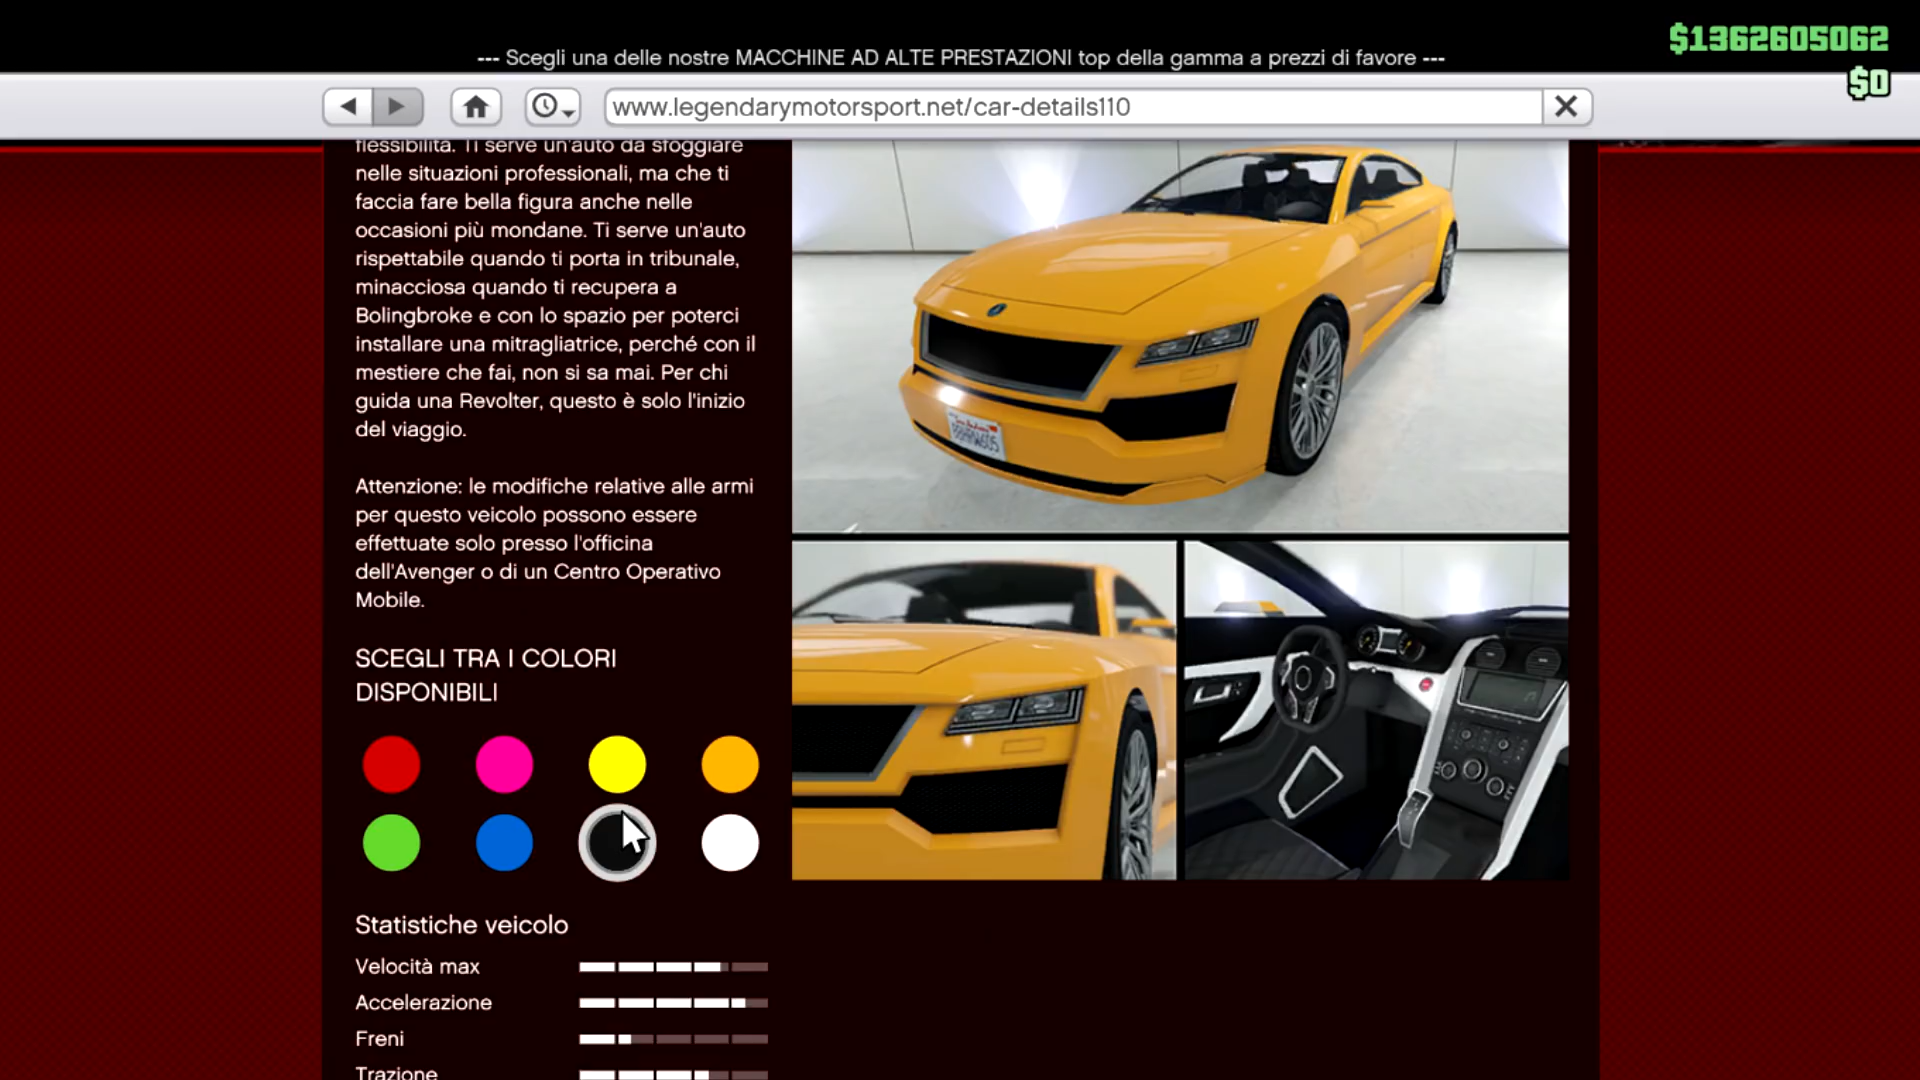 $1362605062
--- Scegli una delle nostre MACCHINE AD ALTE PRESTAZIONI top della gamma a prezzi di favore ---
$0
www.legendarymotorsport.net/car-details110
flessibilità. Ti serve un'auto da sfoggiare
nelle situazioni professionali, ma che ti
faccia fare bella figura anche nelle
occasioni più mondane. Ti serve un'auto
rispettabile quando ti porta in tribunale,
minacciosa quando ti recupera a
Bolingbroke e con lo spazio per poterci
installare una mitragliatrice, perché con il
mestiere che fai, non si sa mai. Per chi
guida una Revolter, questo è solo l'inizio
del viaggio.
Attenzione: le modifiche relative alle armi
per questo veicolo possono essere
effettuate solo presso l'officina
dell'Avenger o di un Centro Operativo
Mobile.
SCEGLI TRA I COLORI
DISPONIBILI
Statistiche veicolo
Velocità max
Accelerazione
Freni
Trazione